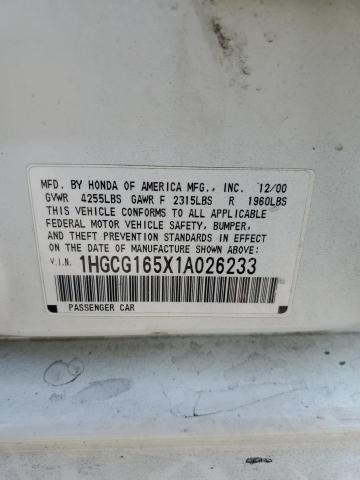 MFD. BY HONDA OF AMERICA MFG., INC. 12/00
GVWR 4255LBS GAWR F 2315LBS R 1960LBS
THIS VEHICLE CONFORMS TO ALL APPLICABLE
FEDERAL MOTOR VEHICLE SAFETY, BUMPER,
AND THEFT PREVENTION STANDARDS IN EFFECT
ON THE DATE OF MANUFACTURE SHOWN ABOVE:
V.I.N. 1HGCG165X1A026233
PASSENGER CAR